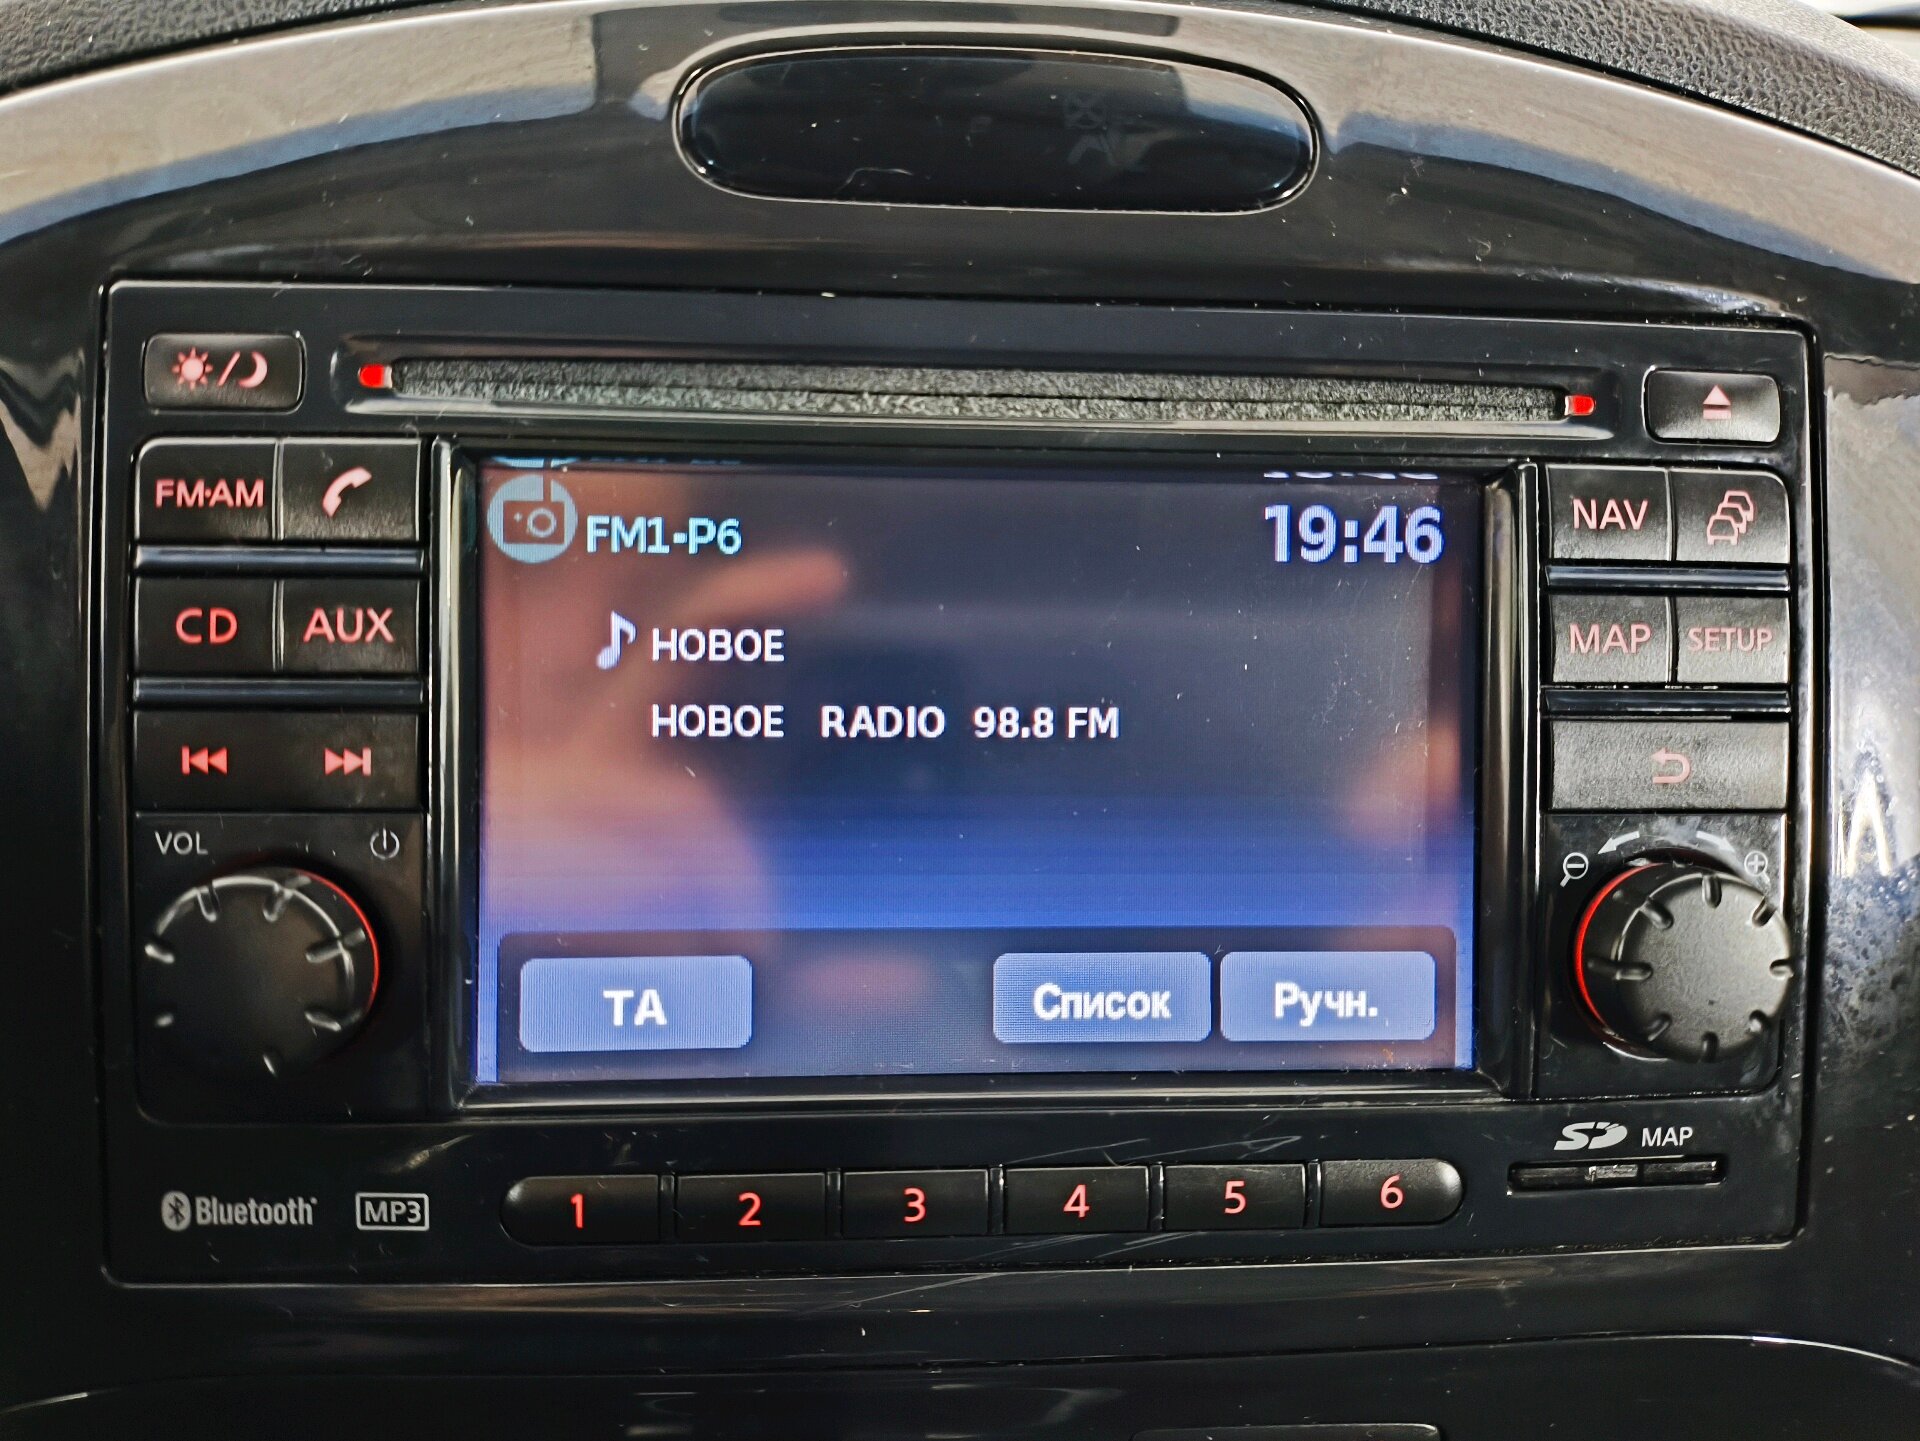 FM·AM
FM1-P6
19:46
NAV
CD AUX
НОВОЕ
MAP SETUP
НОВОЕ RADIO 98.8 FM
VOL
TA
Список
Ручн.
SD MAP
Bluetooth
MP3
1 2 3 4 5 6